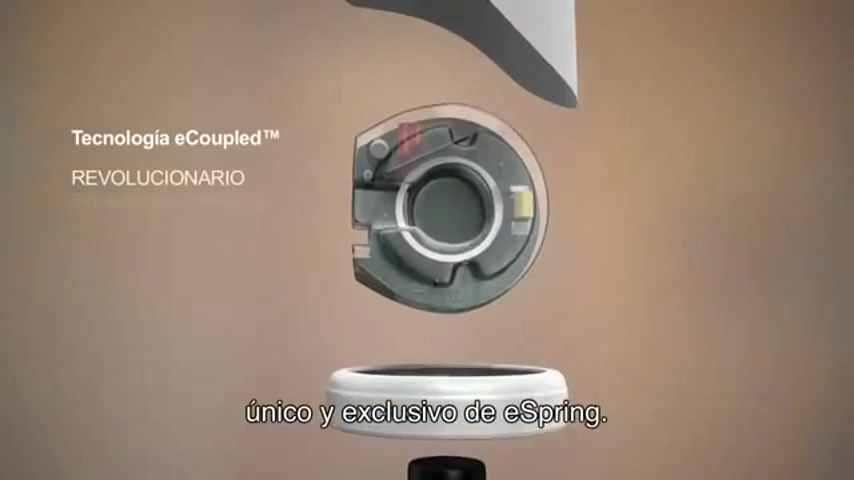 Tecnología eCoupled™
REVOLUCIONARIO
único y exclusivo de eSpring.